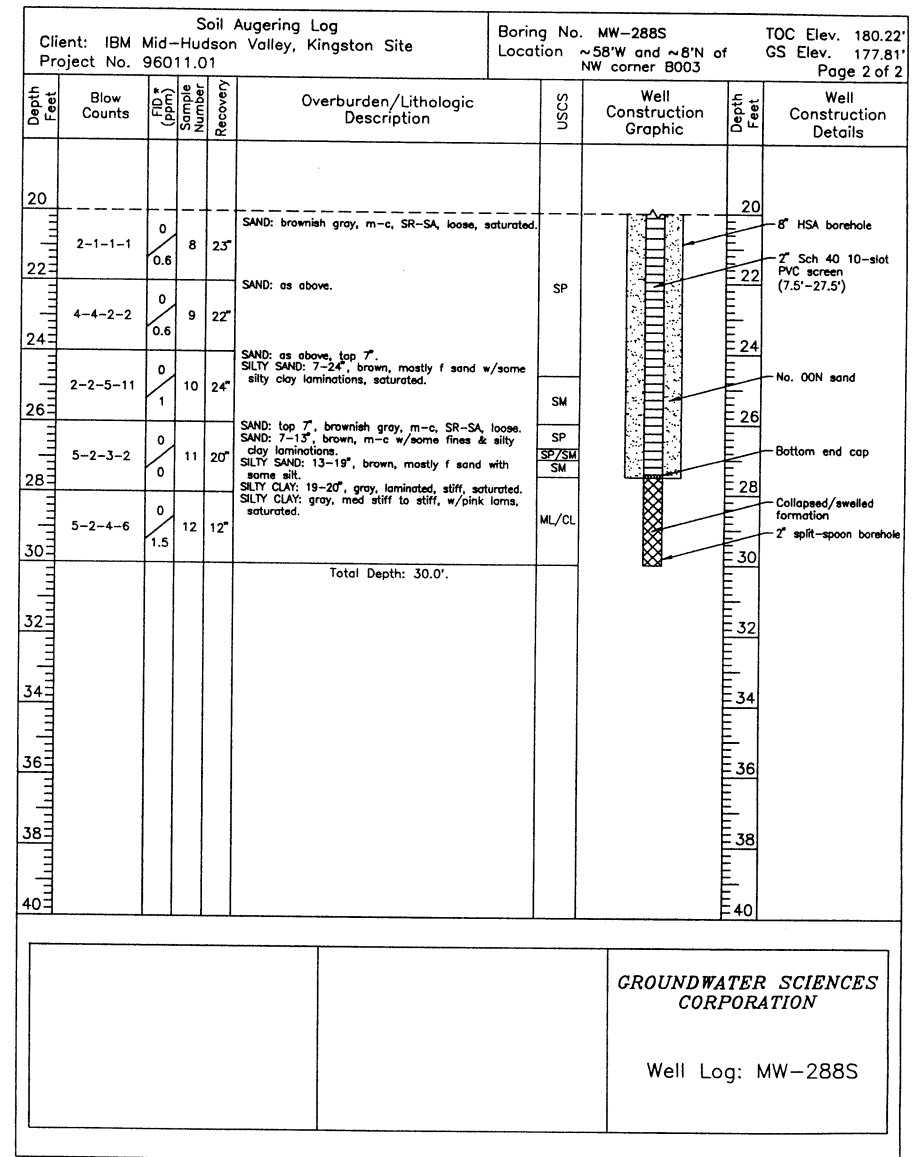 Soil Augering Log
Client: IBM Mid-Hudson Valley, Kingston Site
Project No. 96011.01
Boring No. MW-288S
Location ~58'W and ~8'N of
NW corner B003
TOC Elev. 180.22'
GS Elev. 177.81'
Page 2 of 2
Depth Feet
Blow Counts
FID* (ppm)
Sample Number
Recovery
Overburden/Lithologic Description
USCS
Well Construction Graphic
Depth Feet
Well Construction Details
20
2-1-1-1 0/0.6 8 23"
SAND: brownish gray, m-c, SR-SA, loose, saturated.
22
4-4-2-2 0/0.6 9 22"
SAND: as above.
SP
24
2-2-5-11 0/1 10 24"
SAND: as above, top 7".
SILTY SAND: 7-24", brown, mostly f sand w/some
silty clay laminations, saturated.
SM
26
5-2-3-2 0/0 11 20"
SAND: top 7", brownish gray, m-c, SR-SA, loose.
SAND: 7-13", brown, m-c w/some fines & silty
clay laminations.
SILTY SAND: 13-19", brown, mostly f sand with
some silt.
SILTY CLAY: 19-20", gray, laminated, stiff, saturated.
SP
SP/SM
SM
28
5-2-4-6 0/1.5 12 12"
SILTY CLAY: gray, med stiff to stiff, w/pink lams,
saturated.
ML/CL
30
Total Depth: 30.0'.
32
34
36
38
40
20
22
24
26
28
30
32
34
36
38
40
8" HSA borehole
2" Sch 40 10-slot
PVC screen
(7.5'-27.5')
No. 00N sand
Bottom end cap
Collapsed/swelled
formation
2" split-spoon borehole
GROUNDWATER SCIENCES
CORPORATION
Well Log: MW-288S